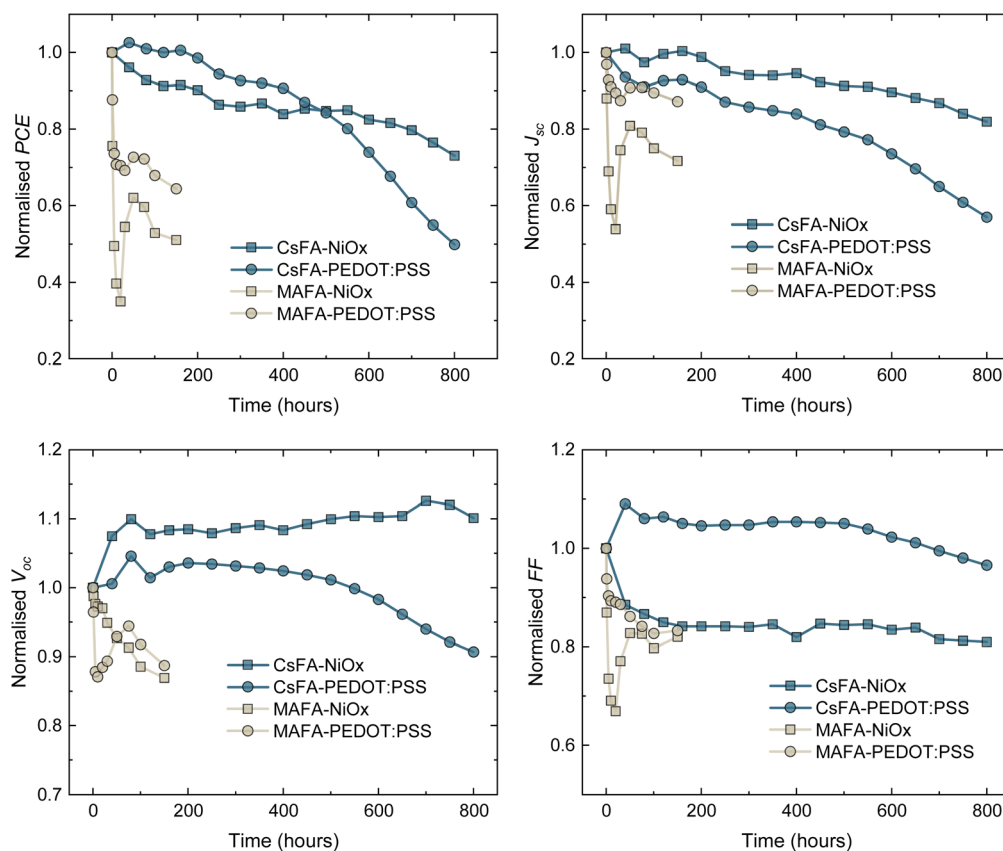 Normalised PCE
1.0
0.8
0.6
0.4
0.2
0 200 400 600 800
Time (hours)
CsFA-NiOx
CsFA-PEDOT:PSS
MAFA-NiOx
MAFA-PEDOT:PSS
Normalised Jsc
1.0
0.8
0.6
0.4
0.2
0 200 400 600 800
Time (hours)
CsFA-NiOx
CsFA-PEDOT:PSS
MAFA-NiOx
MAFA-PEDOT:PSS
Normalised Voc
1.2
1.1
1.0
0.9
0.8
0.7
0 200 400 600 800
Time (hours)
CsFA-NiOx
CsFA-PEDOT:PSS
MAFA-NiOx
MAFA-PEDOT:PSS
Normalised FF
1.2
1.0
0.8
0.6
0 200 400 600 800
Time (hours)
CsFA-NiOx
CsFA-PEDOT:PSS
MAFA-NiOx
MAFA-PEDOT:PSS